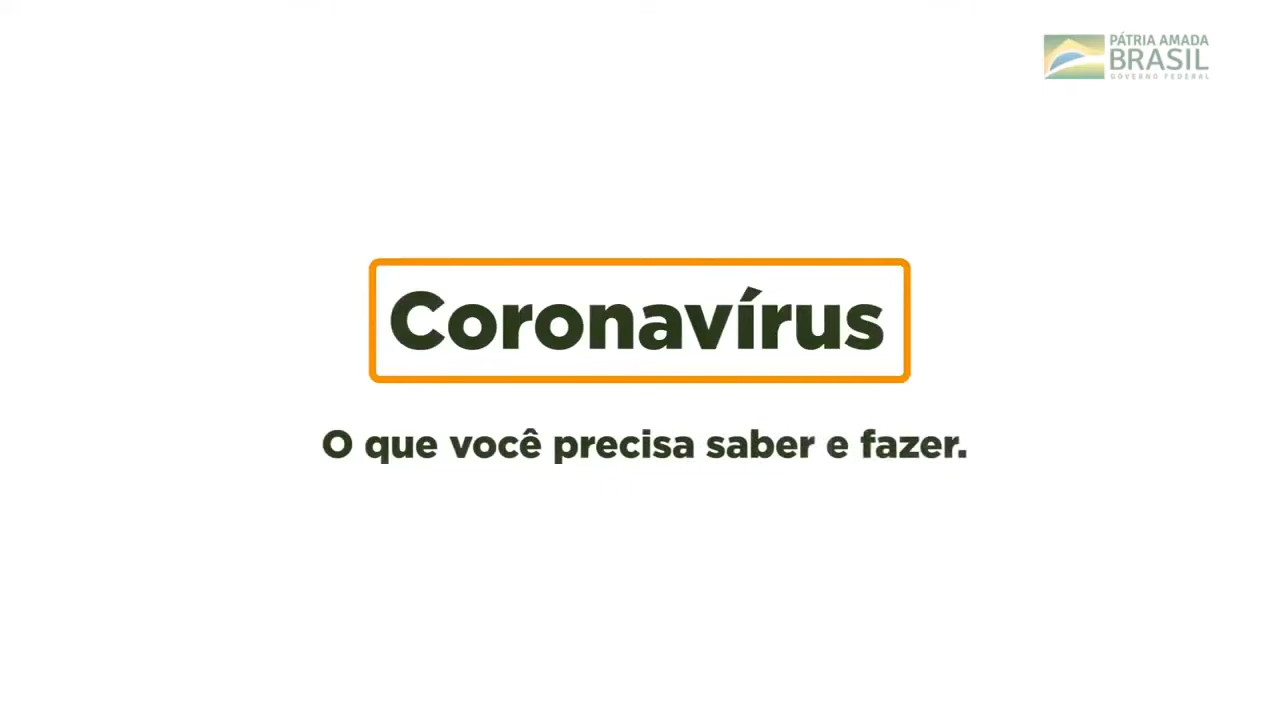 PÁTRIA AMADA
BRASIL
GOVERNO FEDERAL
Coronavírus
O que você precisa saber e fazer.